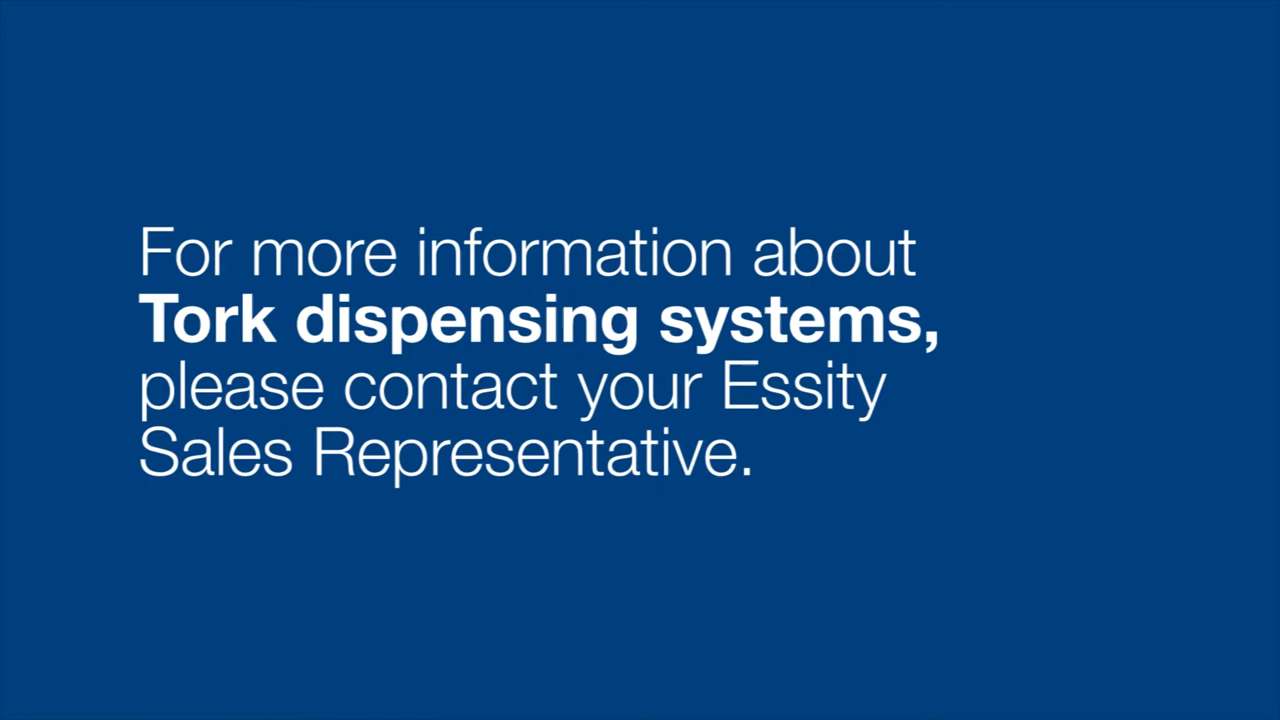 For more information about
Tork dispensing systems,
please contact your Essity
Sales Representative.